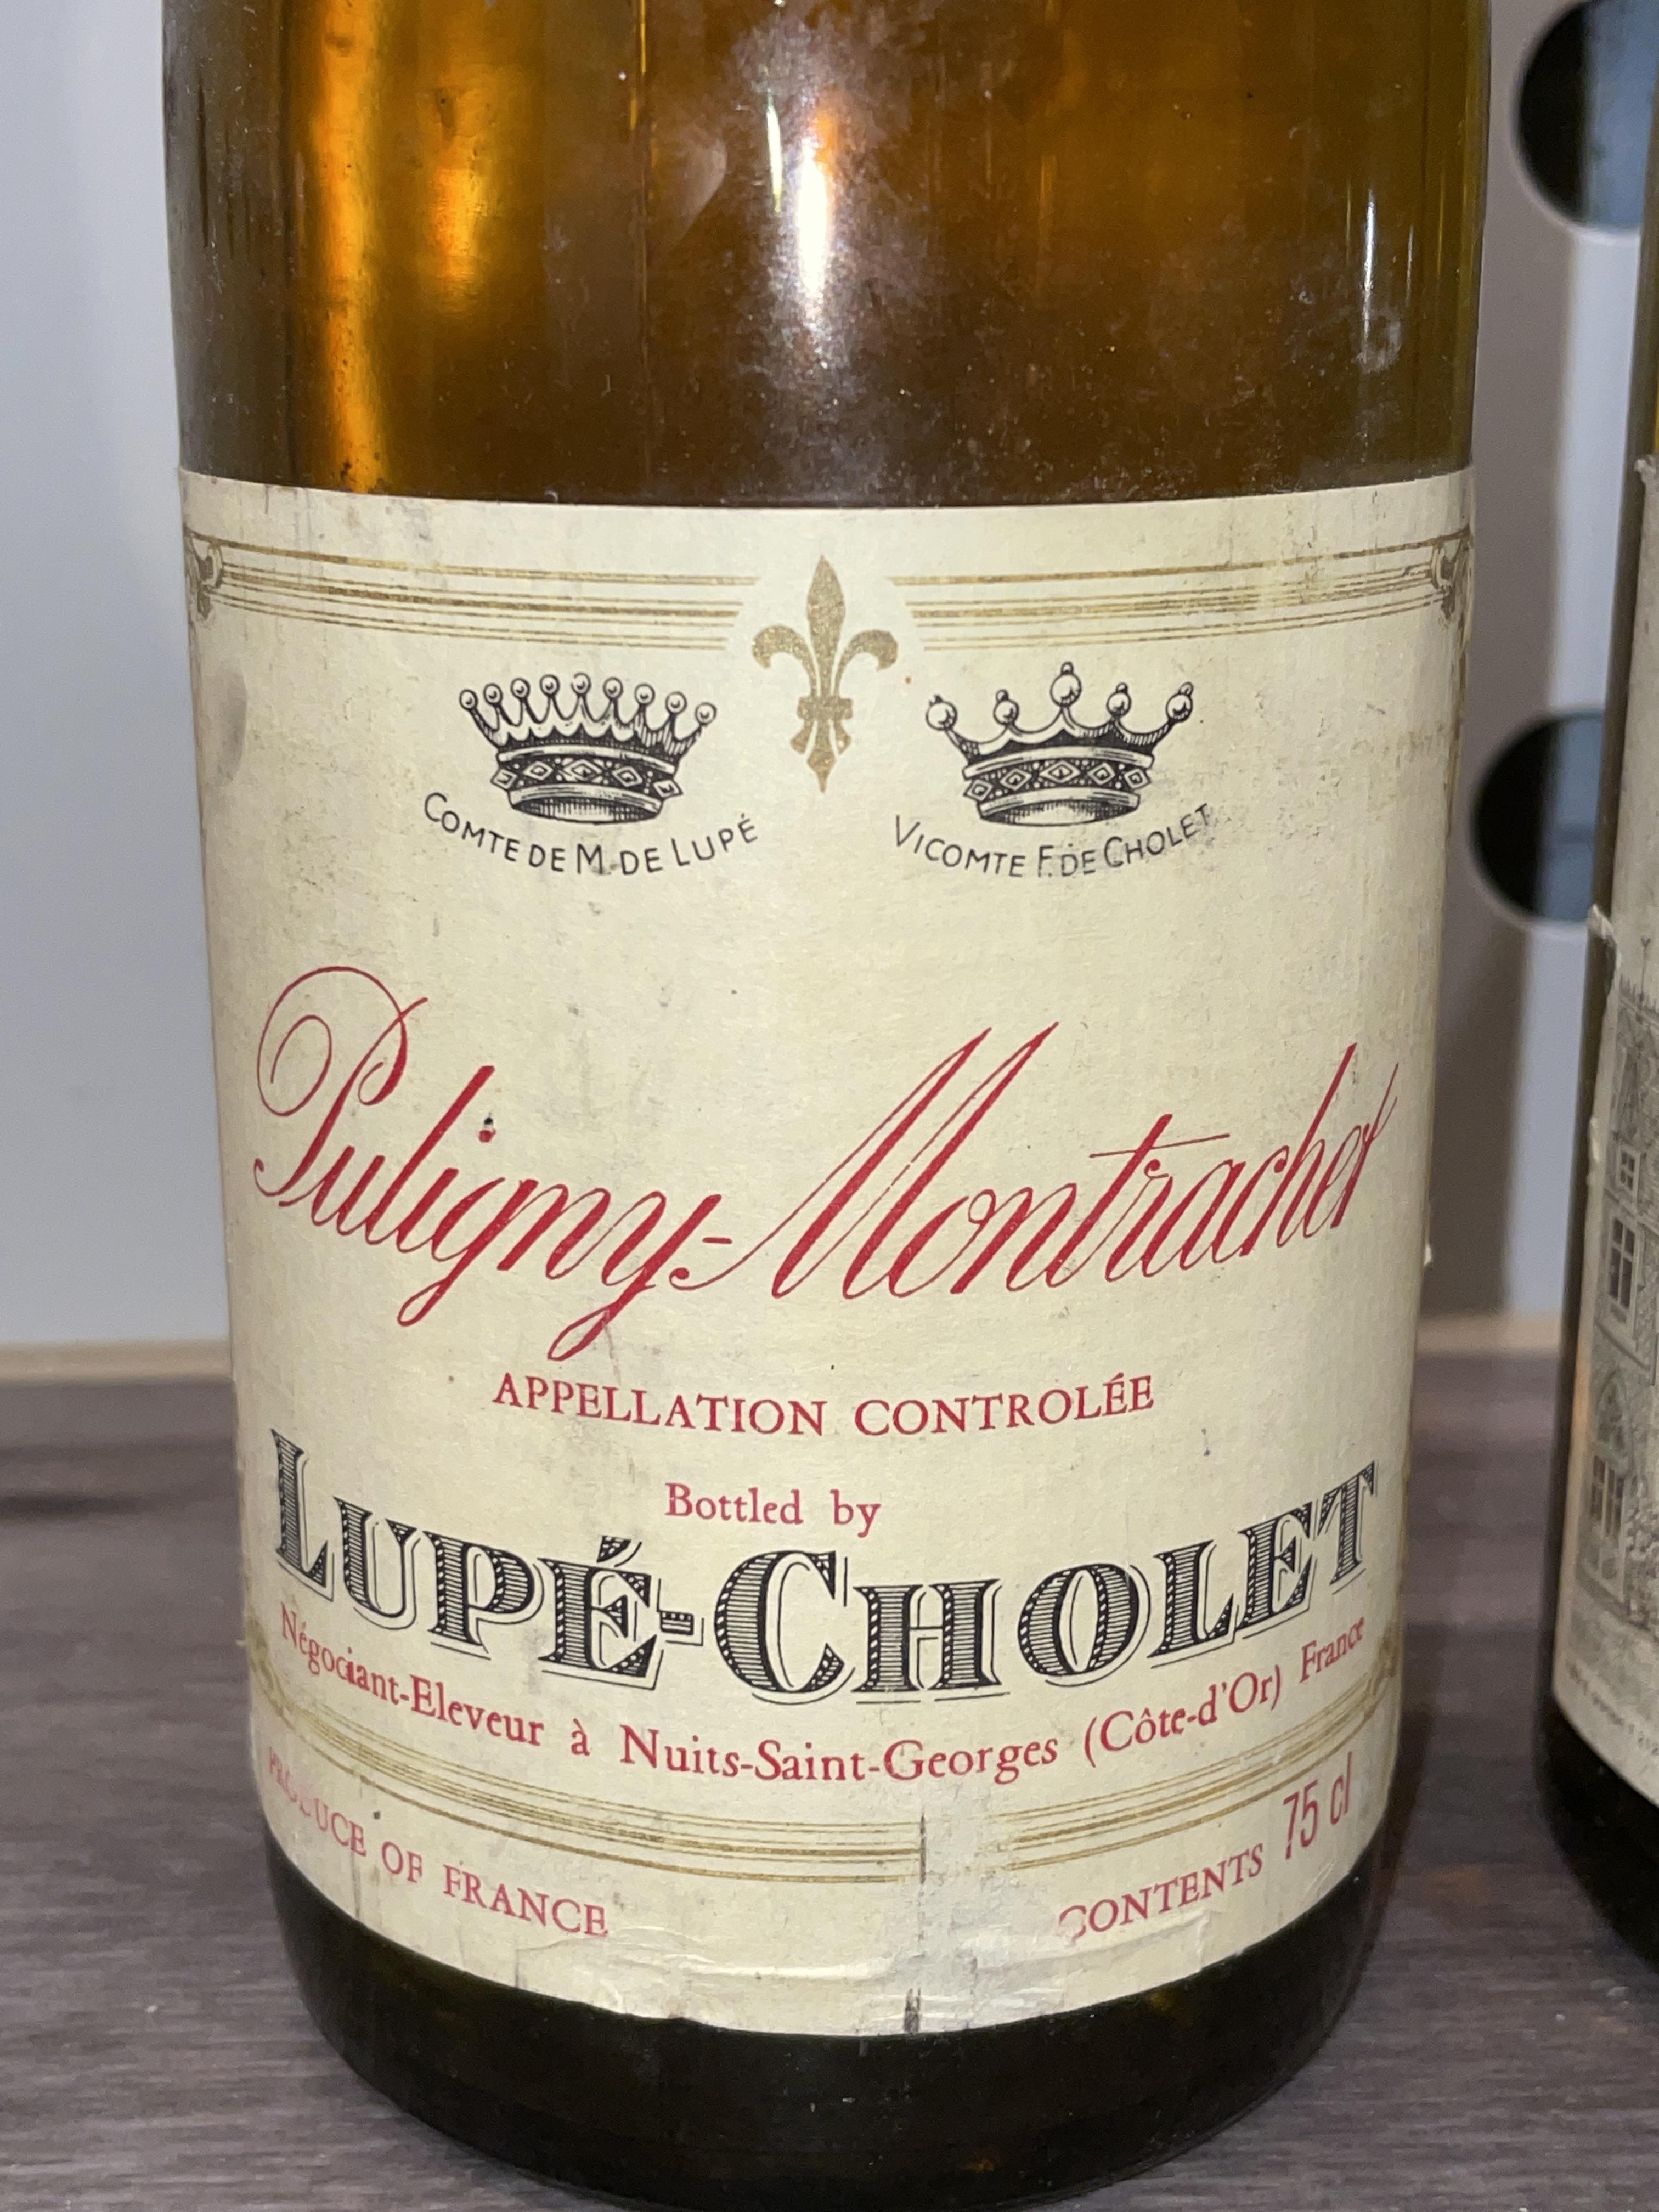 COMTE DE M. DE LUPÉ
VICOMTE F. DE CHOLET
Puligny-Montrachet
APPELLATION CONTROLÉE
Bottled by
LUPÉ-CHOLET
Négociant-Eleveur à Nuits-Saint-Georges (Côte-d'Or) France
PRODUCE OF FRANCE
CONTENTS 75 cl